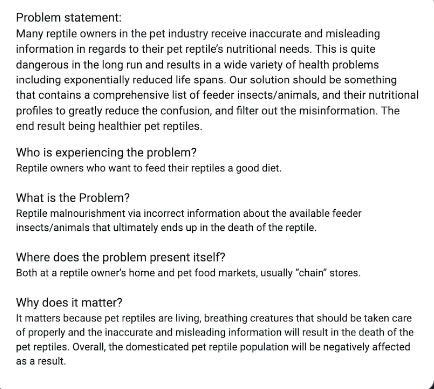 Problem statement:
Many reptile owners in the pet industry receive inaccurate and misleading
information in regards to their pet reptile's nutritional needs. This is quite
dangerous in the long run and results in a wide variety of health problems
including exponentially reduced life spans. Our solution should be something
that contains a comprehensive list of feeder insects/animals, and their nutritional
profiles to greatly reduce the confusion, and filter out the misinformation. The
end result being healthier pet reptiles.
Who is experiencing the problem?
Reptile owners who want to feed their reptiles a good diet.
What is the Problem?
Reptile malnourishment via incorrect information about the available feeder
insects/animals that ultimately ends up in the death of the reptile.
Where does the problem present itself?
Both at a reptile owner's home and pet food markets, usually "chain" stores.
Why does it matter?
It matters because pet reptiles are living, breathing creatures that should be taken care
of properly and the inaccurate and misleading information will result in the death of the
pet reptiles. Overall, the domesticated pet reptile population will be negatively affected
as a result.